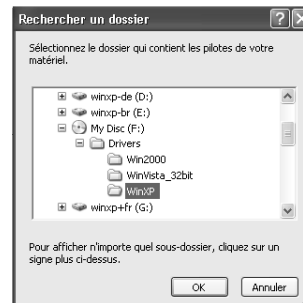 Rechercher un dossier
Sélectionnez le dossier qui contient les pilotes de votre
matériel.
winxp-de (D:)
winxp-br (E:)
My Disc (F:)
Drivers
Win2000
WinVista_32bit
WinXP
winxp+fr (G:)
Pour afficher n'importe quel sous-dossier, cliquez sur un
signe plus ci-dessus.
OK Annuler